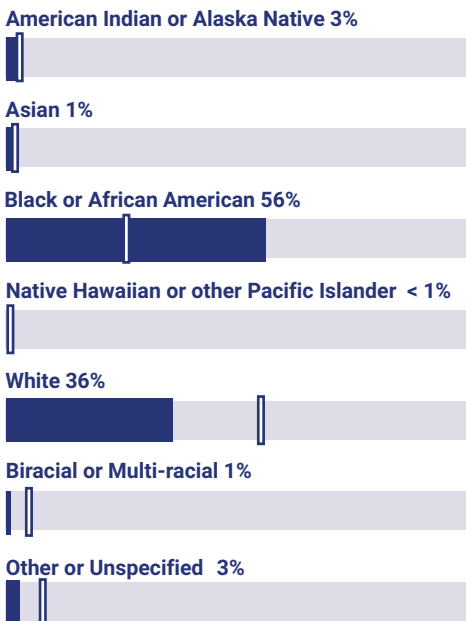 American Indian or Alaska Native 3%
Asian 1%
Black or African American 56%
Native Hawaiian or other Pacific Islander < 1%
White 36%
Biracial or Multi-racial 1%
Other or Unspecified 3%